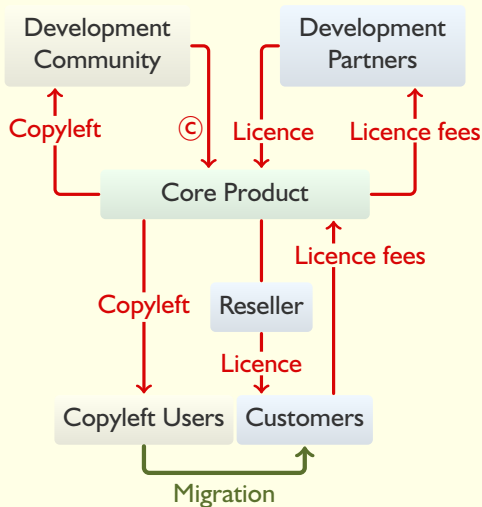 Development
Community
Development
Partners
Copyleft
©
Licence
Licence fees
Core Product
Licence fees
Copyleft
Reseller
Licence
Copyleft Users
Customers
Migration